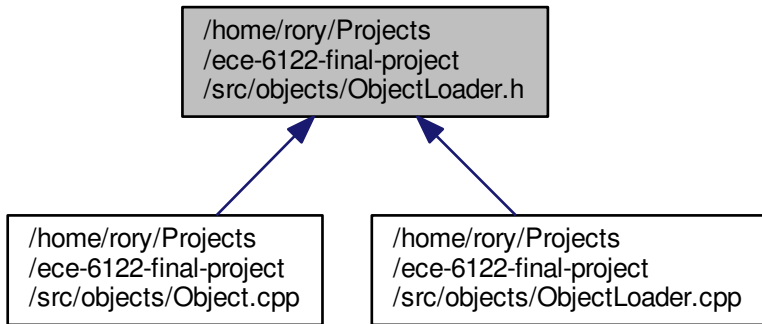 /home/rory/Projects
/ece-6122-final-project
/src/objects/ObjectLoader.h
/home/rory/Projects
/ece-6122-final-project
/src/objects/Object.cpp
/home/rory/Projects
/ece-6122-final-project
/src/objects/ObjectLoader.cpp